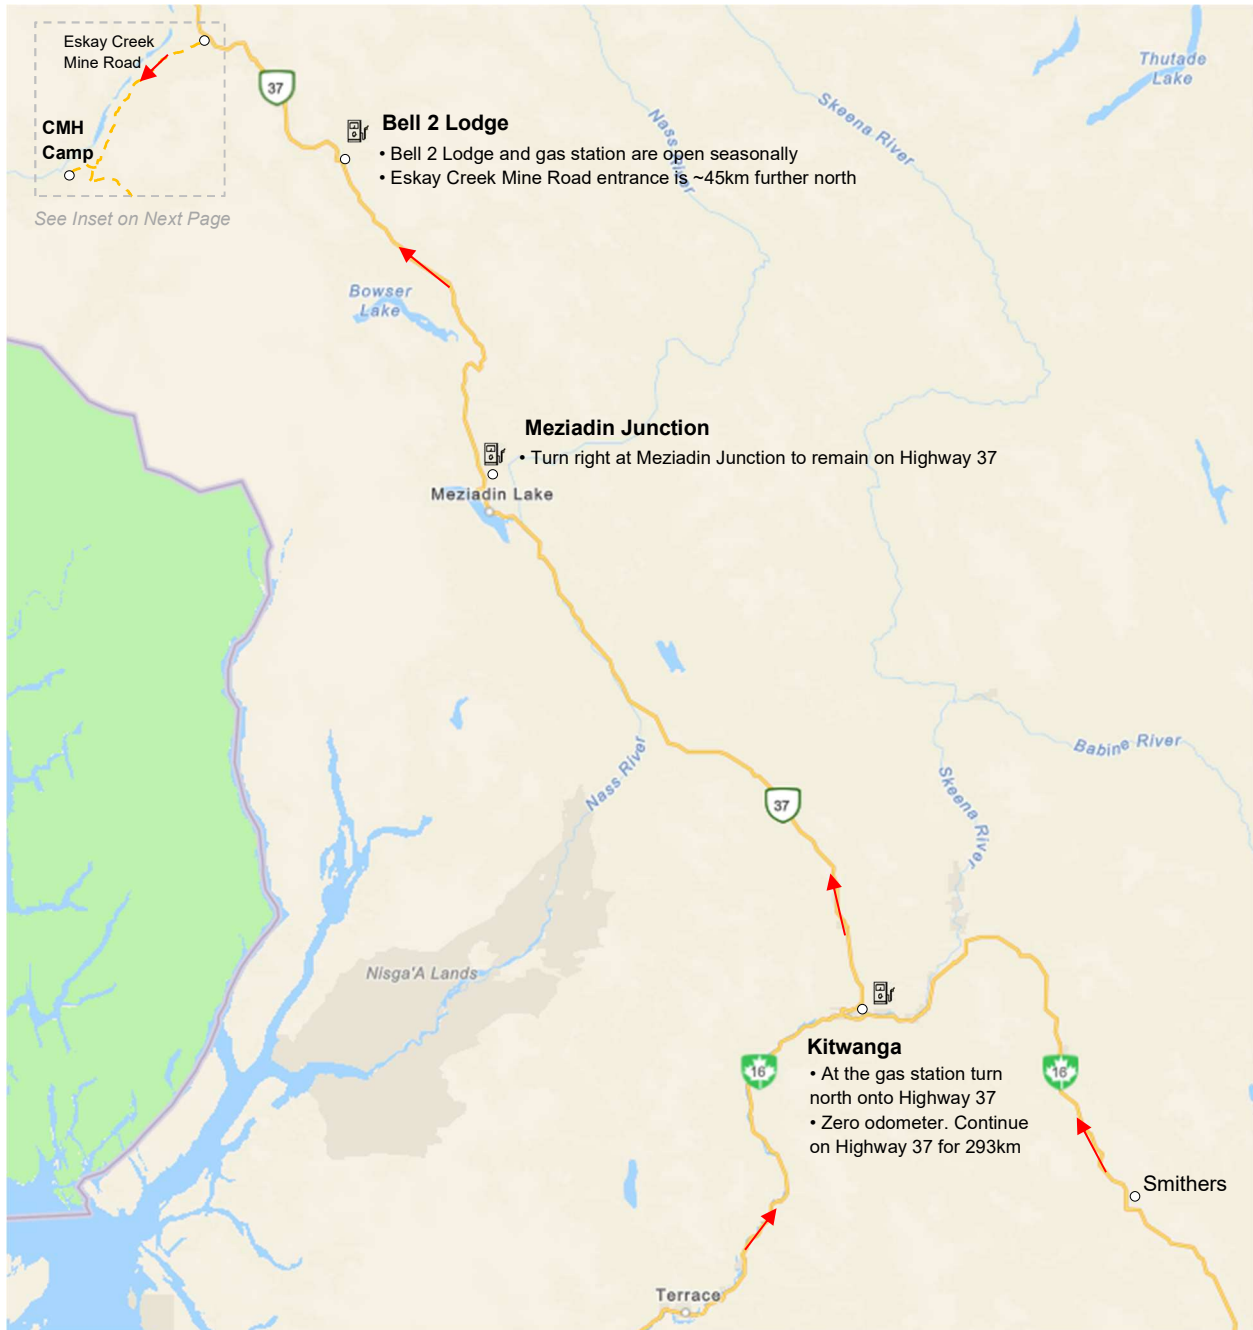 Eskay Creek
Mine Road
CMH
Camp
See Inset on Next Page
37
Bell 2 Lodge
• Bell 2 Lodge and gas station are open seasonally
• Eskay Creek Mine Road entrance is ~45km further north
Nass River
Skeena River
Thutade
Lake
Bowser
Lake
Meziadin Junction
• Turn right at Meziadin Junction to remain on Highway 37
Meziadin Lake
Nass River
Babine River
Skeena River
37
Nisga'A Lands
Kitwanga
• At the gas station turn
north onto Highway 37
• Zero odometer. Continue
on Highway 37 for 293km
16
16
Smithers
Terrace